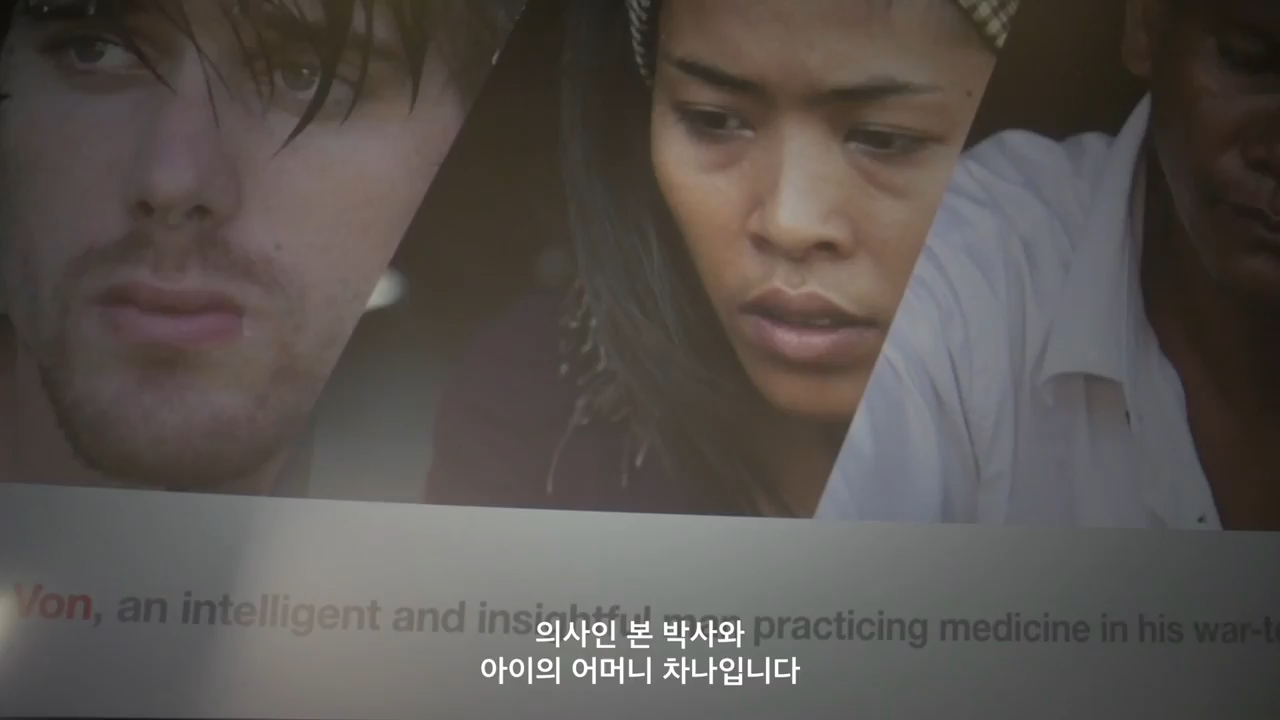 Von, an intelligent and insightful man practicing medicine in his war-t
의사인 본 박사와
아이의 어머니 차나입니다